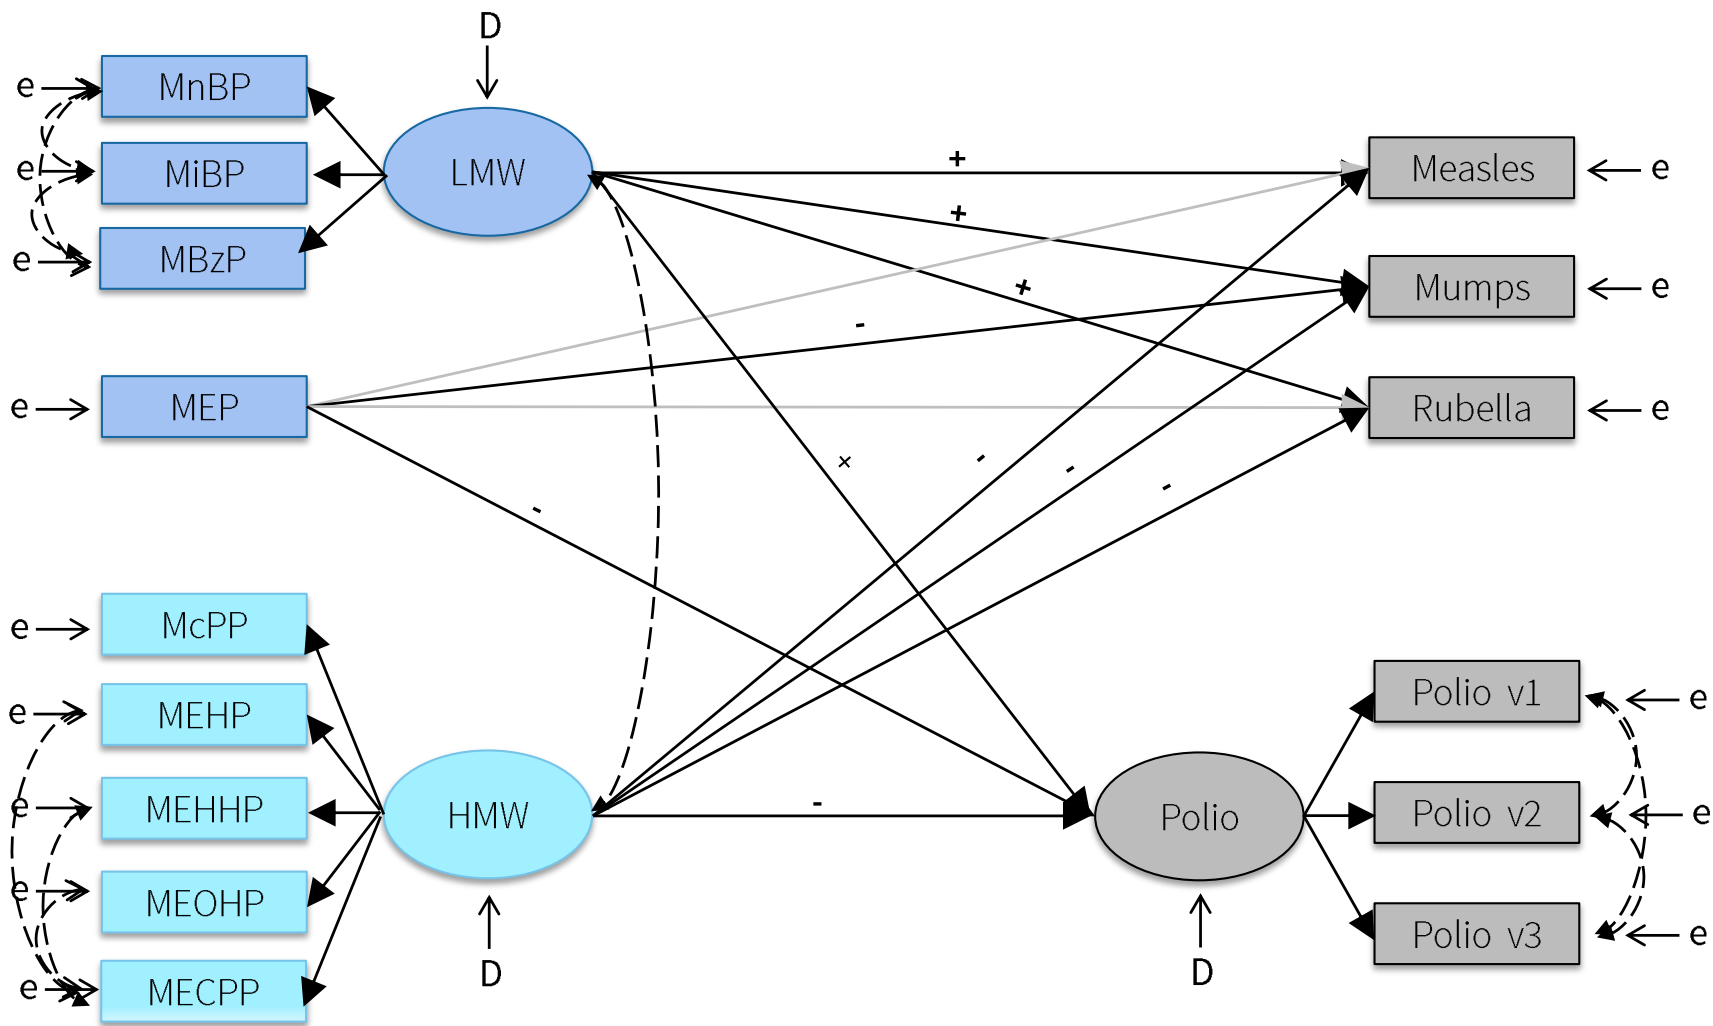 D
e
MnBP
LMW
e
MiBP
e
MBzP
+
Measles
e
+
Mumps
e
+
-
e
MEP
Rubella
e
+
-
-
-
-
e
McPP
e
MEHP
e
MEHHP
HMW
-
Polio
e
MEOHP
e
MECPP
D
D
Polio v1
e
Polio v2
e
Polio v3
e